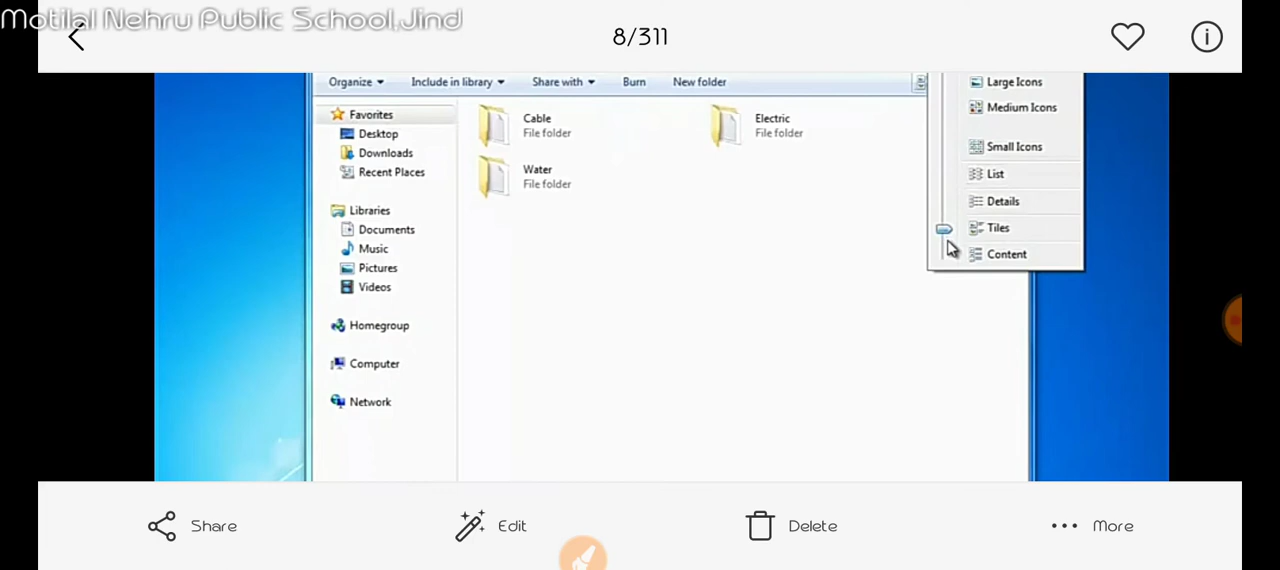 Motilal Nehru Public School,Jind
8/311
Organize Include in library Share with Burn New folder
Large Icons
Medium Icons
Small Icons
List
Details
Tiles
Content
Favorites
Desktop
Downloads
Recent Places
Libraries
Documents
Music
Pictures
Videos
Homegroup
Computer
Network
Cable
File folder
Electric
File folder
Water
File folder
Share Edit Delete More